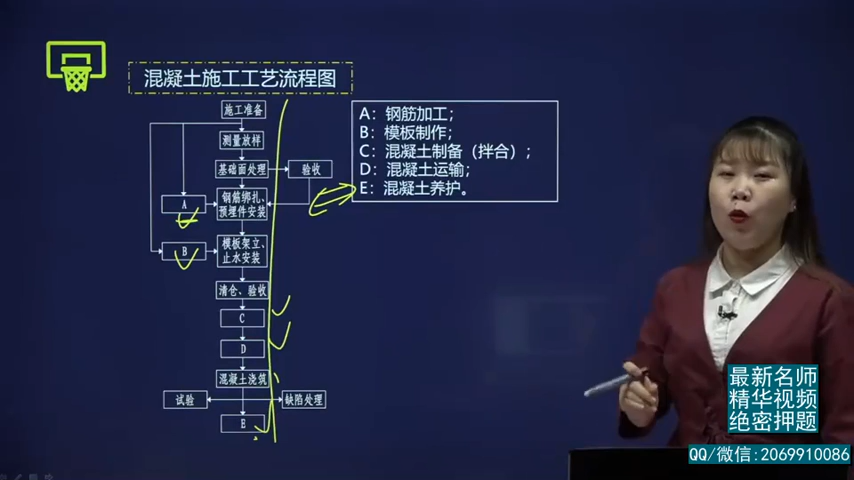 混凝土施工工艺流程图
施工准备
测量放样
基础面处理
验收
A
钢筋绑扎、
预埋件安装
B
模板架立、
止水安装
清仓、验收
C
D
混凝土浇筑
试验
缺陷处理
E
A：钢筋加工；
B：模板制作；
C：混凝土制备（拌合）；
D：混凝土运输；
E：混凝土养护。
最新名师
精华视频
绝密押题
QQ/微信:2069910086